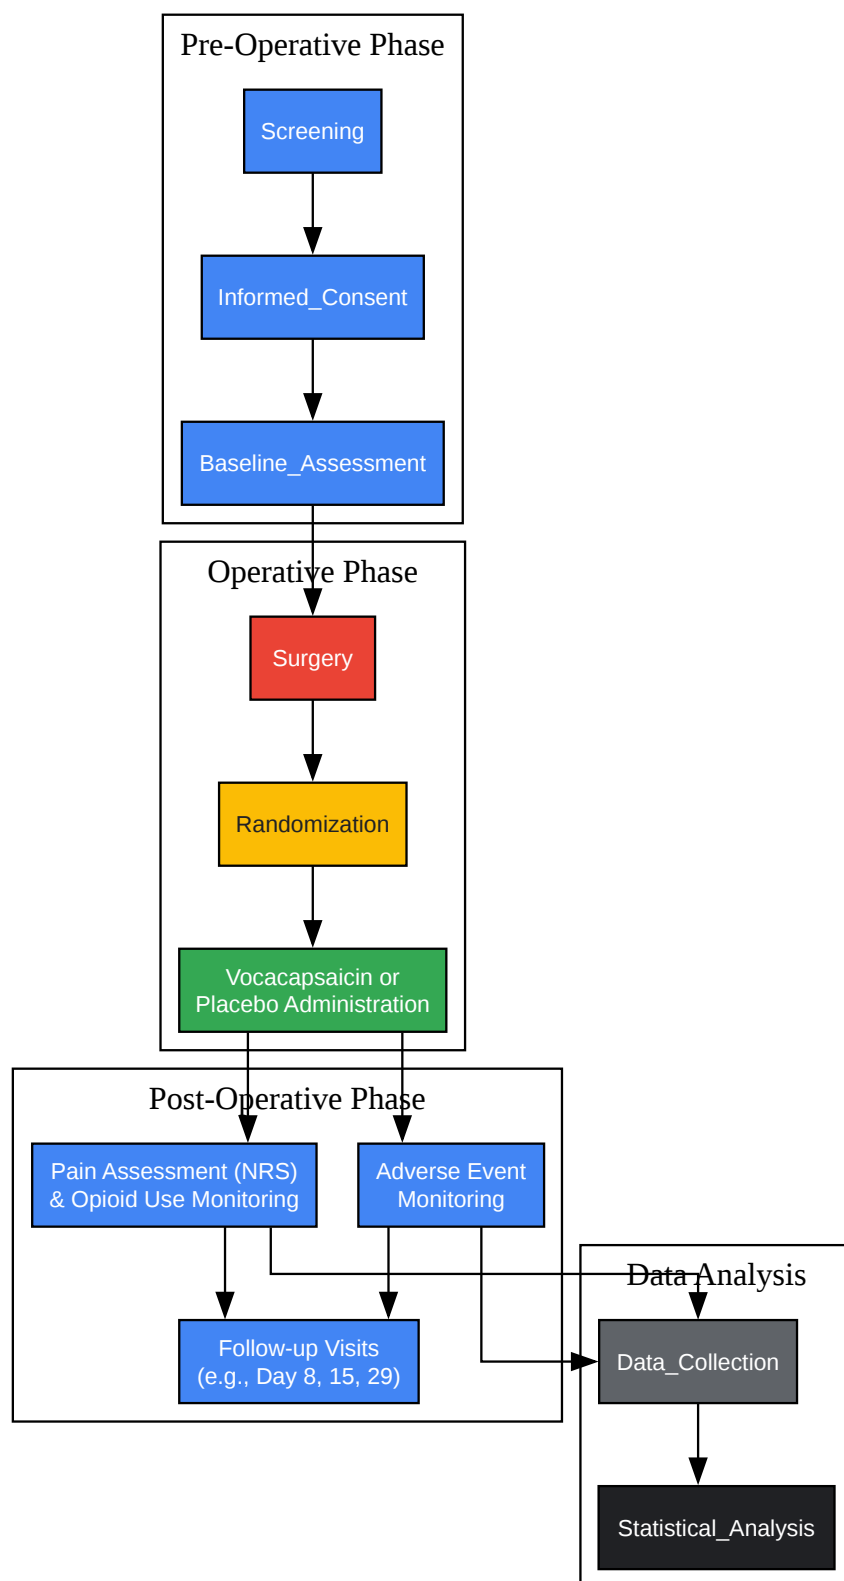 Pre-Operative Phase
Screening
Informed_Consent
Baseline_Assessment
Operative Phase
Surgery
Randomization
Vocacapsaicin or
Placebo Administration
Post-Operative Phase
Pain Assessment (NRS)
& Opioid Use Monitoring
Adverse Event
Monitoring
Follow-up Visits
(e.g., Day 8, 15, 29)
Data Analysis
Data_Collection
Statistical_Analysis